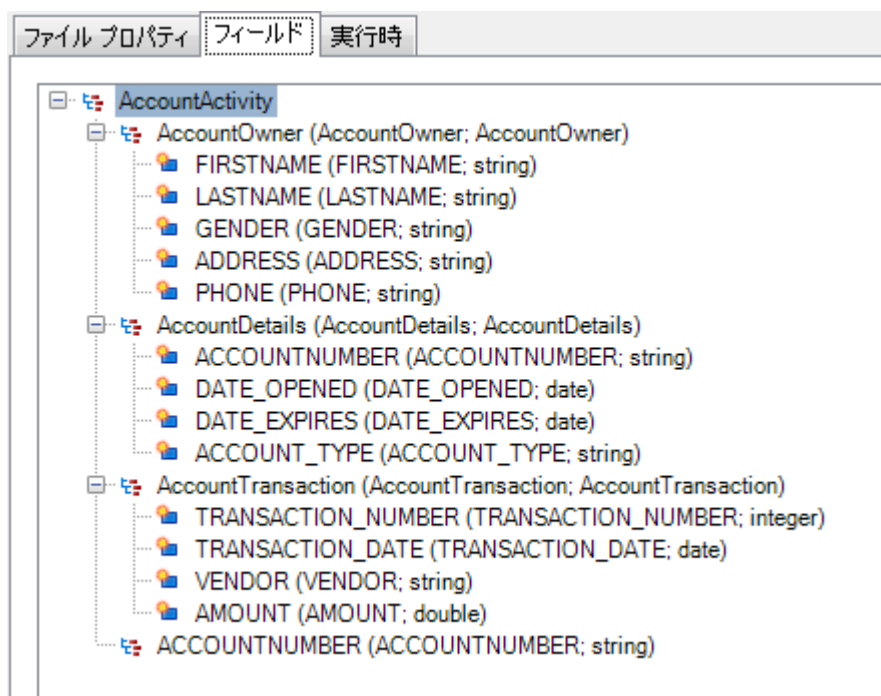 ファイル プロパティ フィールド 実行時
AccountActivity
AccountOwner (AccountOwner; AccountOwner)
FIRSTNAME (FIRSTNAME; string)
LASTNAME (LASTNAME; string)
GENDER (GENDER; string)
ADDRESS (ADDRESS; string)
PHONE (PHONE; string)
AccountDetails (AccountDetails; AccountDetails)
ACCOUNTNUMBER (ACCOUNTNUMBER; string)
DATE_OPENED (DATE_OPENED; date)
DATE_EXPIRES (DATE_EXPIRES; date)
ACCOUNT_TYPE (ACCOUNT_TYPE; string)
AccountTransaction (AccountTransaction; AccountTransaction)
TRANSACTION_NUMBER (TRANSACTION_NUMBER; integer)
TRANSACTION_DATE (TRANSACTION_DATE; date)
VENDOR (VENDOR; string)
AMOUNT (AMOUNT; double)
ACCOUNTNUMBER (ACCOUNTNUMBER; string)